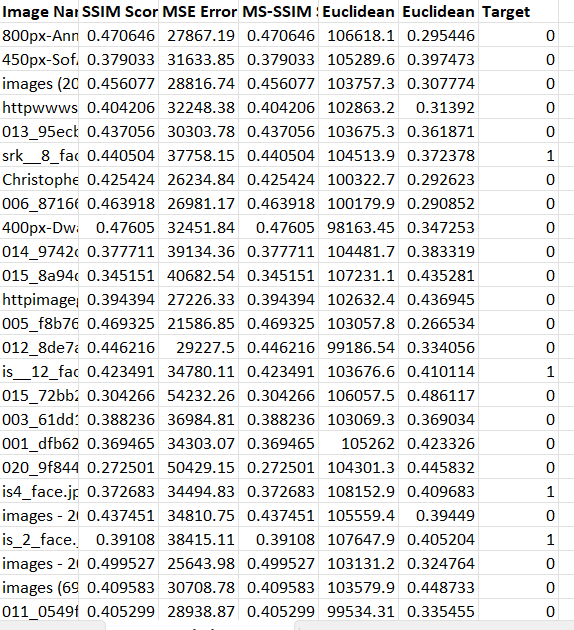 Image Nar SSIM Scor MSE Error MS-SSIM Euclidean Euclidean Target
800px-Ann 0.470646 27867.19 0.470646 106618.1 0.295446 0
450px-Sof 0.379033 31633.85 0.379033 105289.6 0.397473 0
images (20 0.456077 28816.74 0.456077 103757.3 0.307774 0
httpwwws 0.404206 32248.38 0.404206 102863.2 0.31392 0
013_95ecb 0.437056 30303.78 0.437056 103675.3 0.361871 0
srk__8_fac 0.440504 37758.15 0.440504 104513.9 0.372378 1
Christophe 0.425424 26234.84 0.425424 100322.7 0.292623 0
006_87166 0.463918 26981.17 0.463918 100179.9 0.290852 0
400px-Dwa 0.47605 32451.84 0.47605 98163.45 0.347253 0
014_9742c 0.377711 39134.36 0.377711 104481.7 0.383319 0
015_8a94c 0.345151 40682.54 0.345151 107231.1 0.435281 0
httpimage 0.394394 27226.33 0.394394 102632.4 0.436945 0
005_f8b76 0.469325 21586.85 0.469325 103057.8 0.266534 0
012_8de7a 0.446216 29227.5 0.446216 99186.54 0.334056 0
is__12_fac 0.423491 34780.11 0.423491 103676.6 0.410114 1
015_72bb2 0.304266 54232.26 0.304266 106057.5 0.486117 0
003_61dd1 0.388236 36984.81 0.388236 103069.3 0.369034 0
001_dfb62 0.369465 34303.07 0.369465 105262 0.423326 0
020_9f844 0.272501 50429.15 0.272501 104301.3 0.445832 0
is4_face.jp 0.372683 34494.83 0.372683 108152.9 0.409683 1
images - 20 0.437451 34810.75 0.437451 105559.4 0.39449 0
is_2_face. 0.39108 38415.11 0.39108 107647.9 0.405204 1
images - 20 0.499527 25643.98 0.499527 103131.2 0.324764 0
images (69 0.409583 30708.78 0.409583 103579.9 0.448733 0
011_0549f 0.405299 28938.87 0.405299 99534.31 0.335455 0